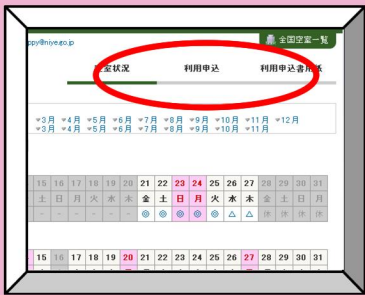 ppy@niye.go.jp
全国空室一覧
空室状況 利用申込 利用申込書用紙
3月 4月 5月 6月 7月 8月 9月 10月 11月 12月
3月 4月 5月 6月 7月 8月 9月 10月 11月
15 16 17 18 19 20 21 22 23 24 25 26 27 28 29 30 31
土 日 月 火 水 木 金 土 日 月 火 水 木 金 土 日 月
- - - - - - ◎ ◎ ◎ ◎ ◎ △ △ 休 休 休 休
15 16 17 18 19 20 21 22 23 24 25 26 27 28 29 30 31